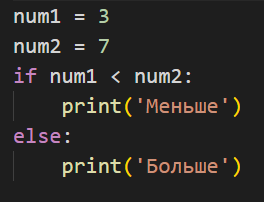 num1 = 3
num2 = 7
if num1 < num2:
    print('Меньше')
else:
    print('Больше')